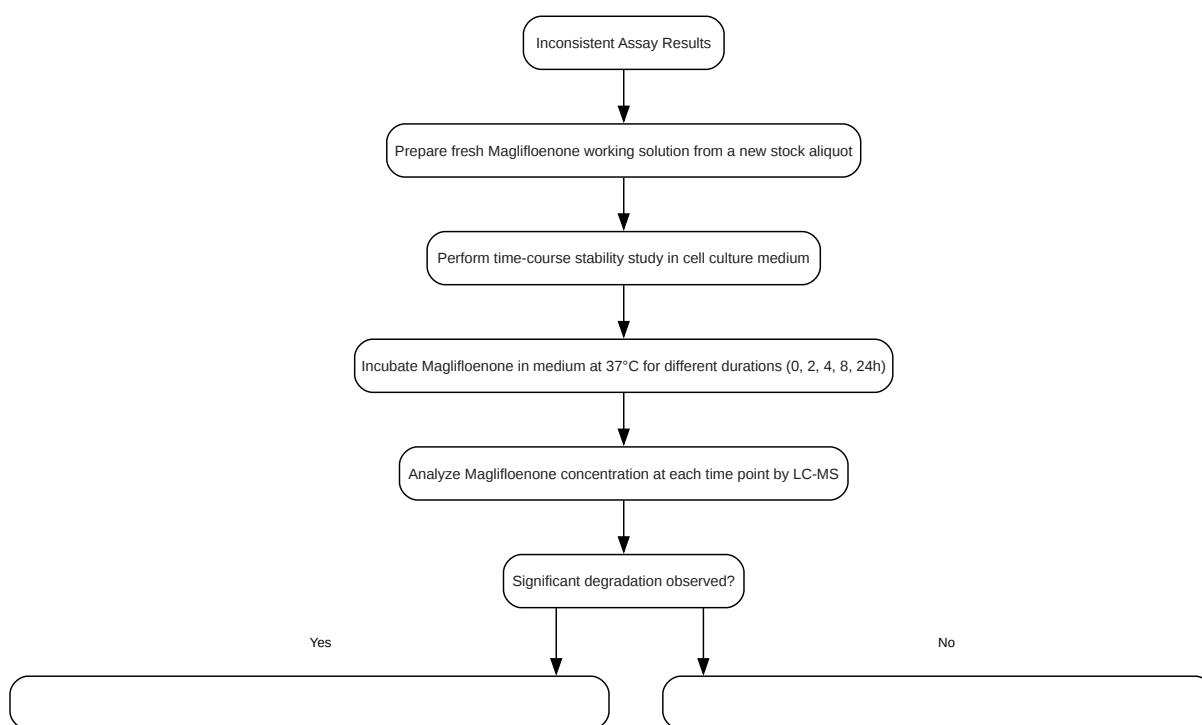 Inconsistent Assay Results
Prepare fresh Maglifloenone working solution from a new stock aliquot
Perform time-course stability study in cell culture medium
Incubate Maglifloenone in medium at 37°C for different durations (0, 2, 4, 8, 24h)
Analyze Maglifloenone concentration at each time point by LC-MS
Significant degradation observed?
Yes
No